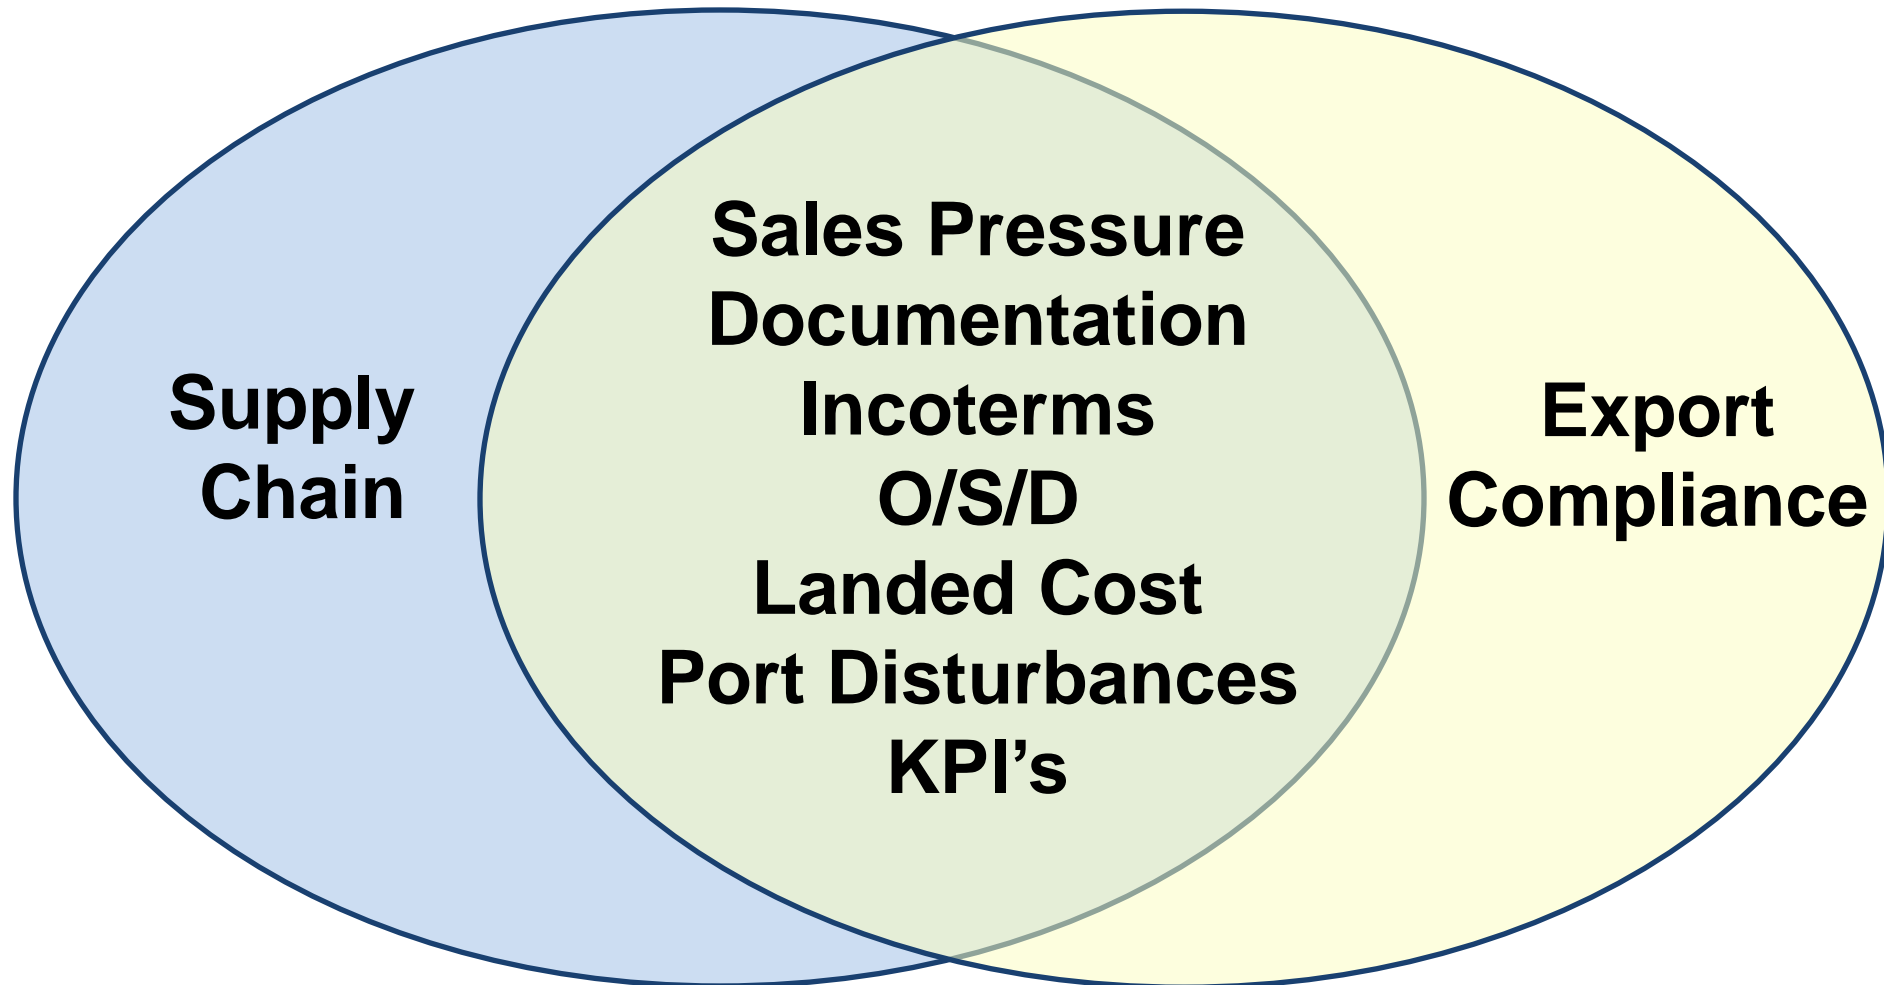 Supply
Chain
Sales Pressure
Documentation
Incoterms
O/S/D
Landed Cost
Port Disturbances
KPI’s
Export
Compliance